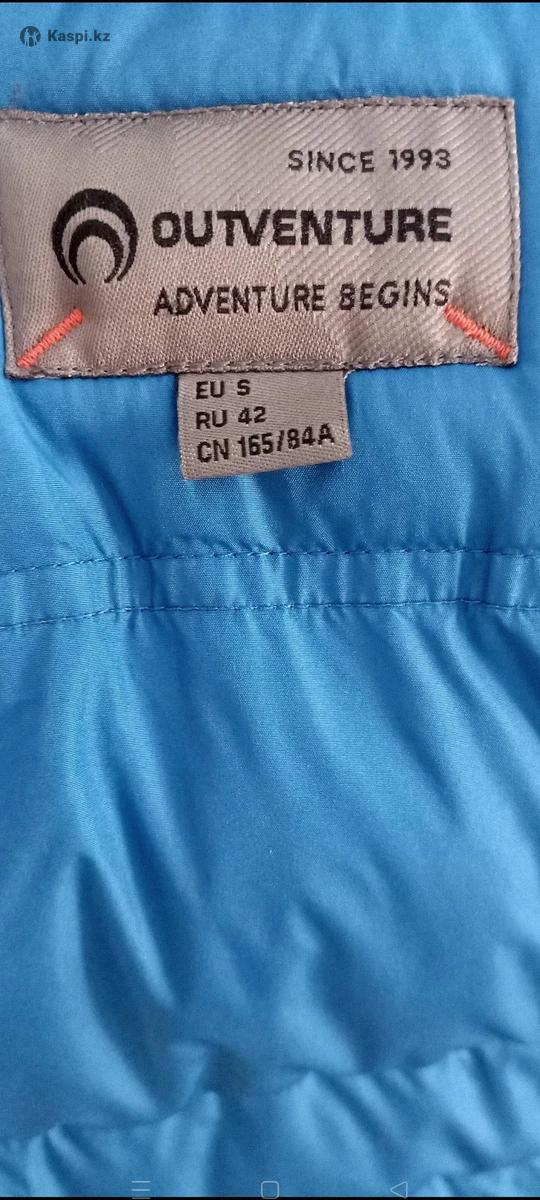 Kaspi.kz
SINCE 1993
OUTVENTURE
ADVENTURE BEGINS
EU S
RU 42
CN 165/84A